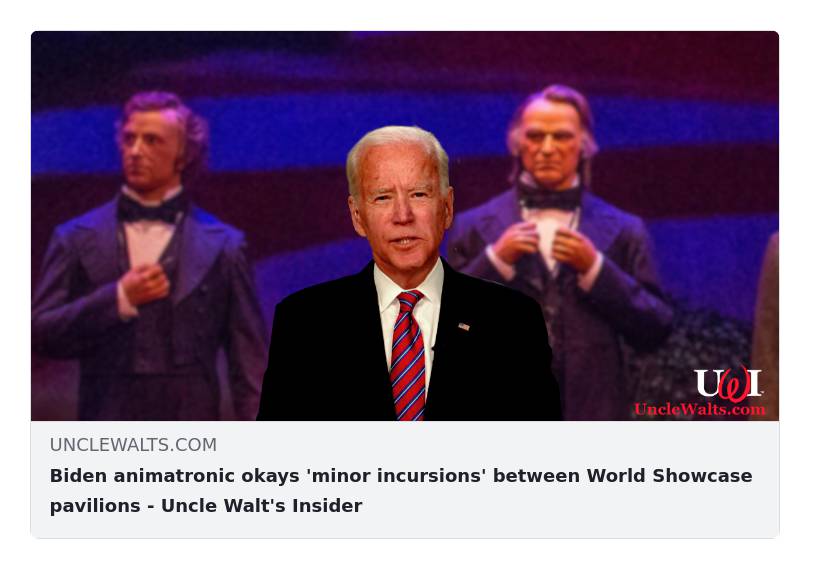 UWI
UncleWalts.com
UNCLEWALTS.COM
Biden animatronic okays 'minor incursions' between World Showcase
pavilions - Uncle Walt's Insider